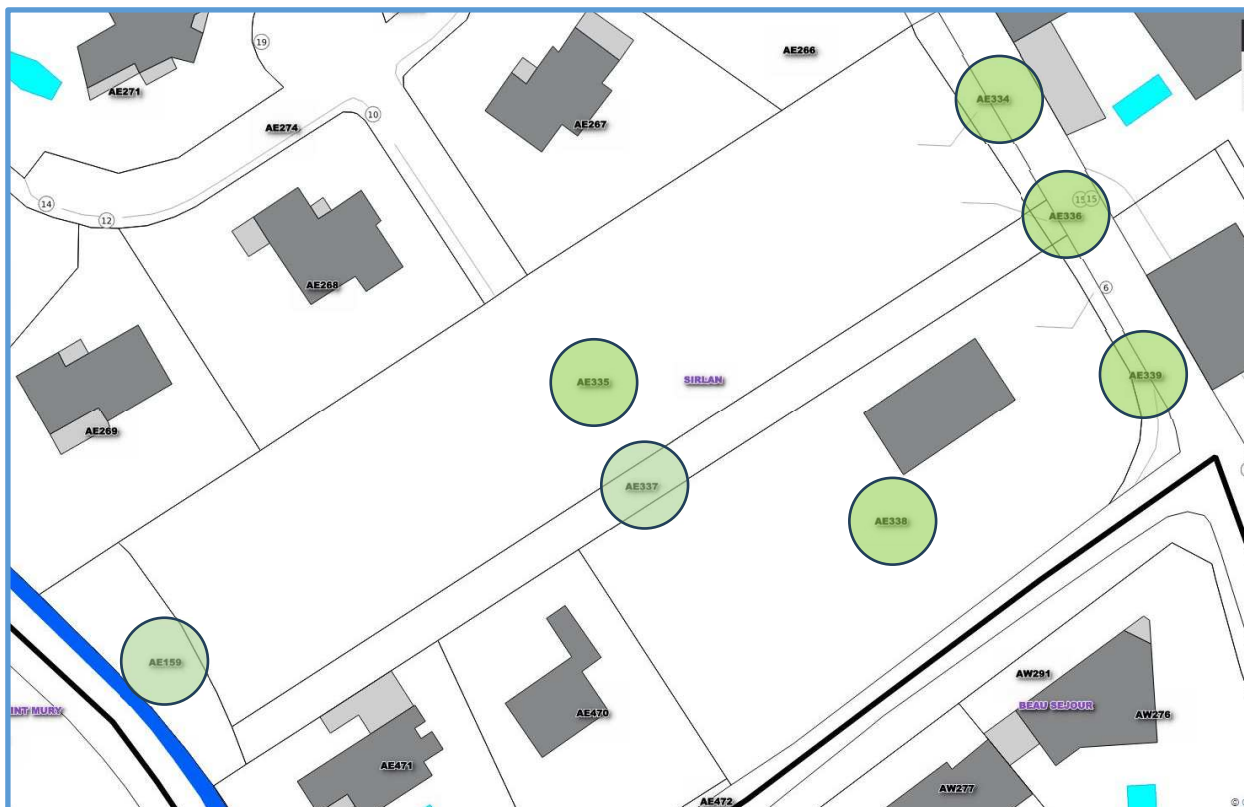 AE266
19
AE271
AE334
10
AE274
AE267
14
12
15
15
AE336
AE268
6
AE339
AE335
SIRLAN
AE269
AE337
AE338
AE159
AW291
INT MURY
BEAU SEJOUR
AE470
AW276
AE471
AW277
AE472
©